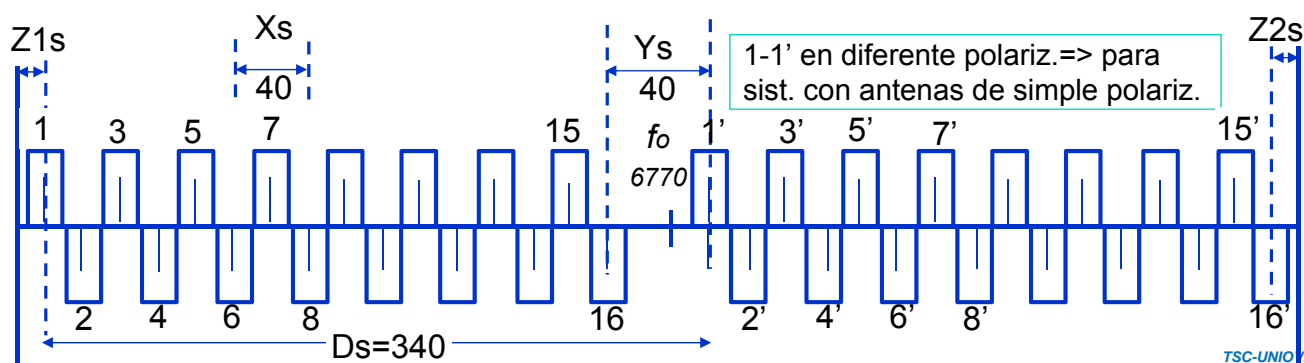 Z1s
Xs
40
Ys
40
Z2s
1-1’ en diferente polariz.=> para
sist. con antenas de simple polariz.
1 3 5 7 15
fo
6770
1’ 3’ 5’ 7’ 15’
2 4 6 8 16
2’ 4’ 6’ 8’ 16’
Ds=340